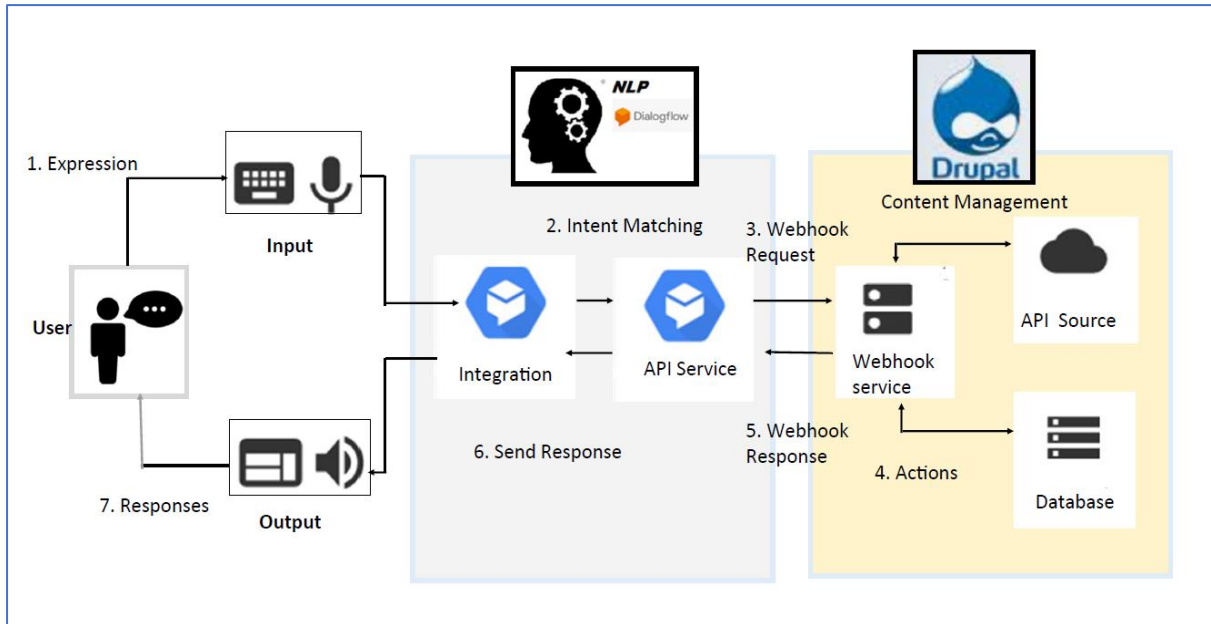 NLP
Dialogflow
Drupal
Content Management
1. Expression
Input
2. Intent Matching
3. Webhook
Request
User
Integration
API Service
Webhook
service
API Source
6. Send Response
5. Webhook
Response
4. Actions
7. Responses
Output
Database